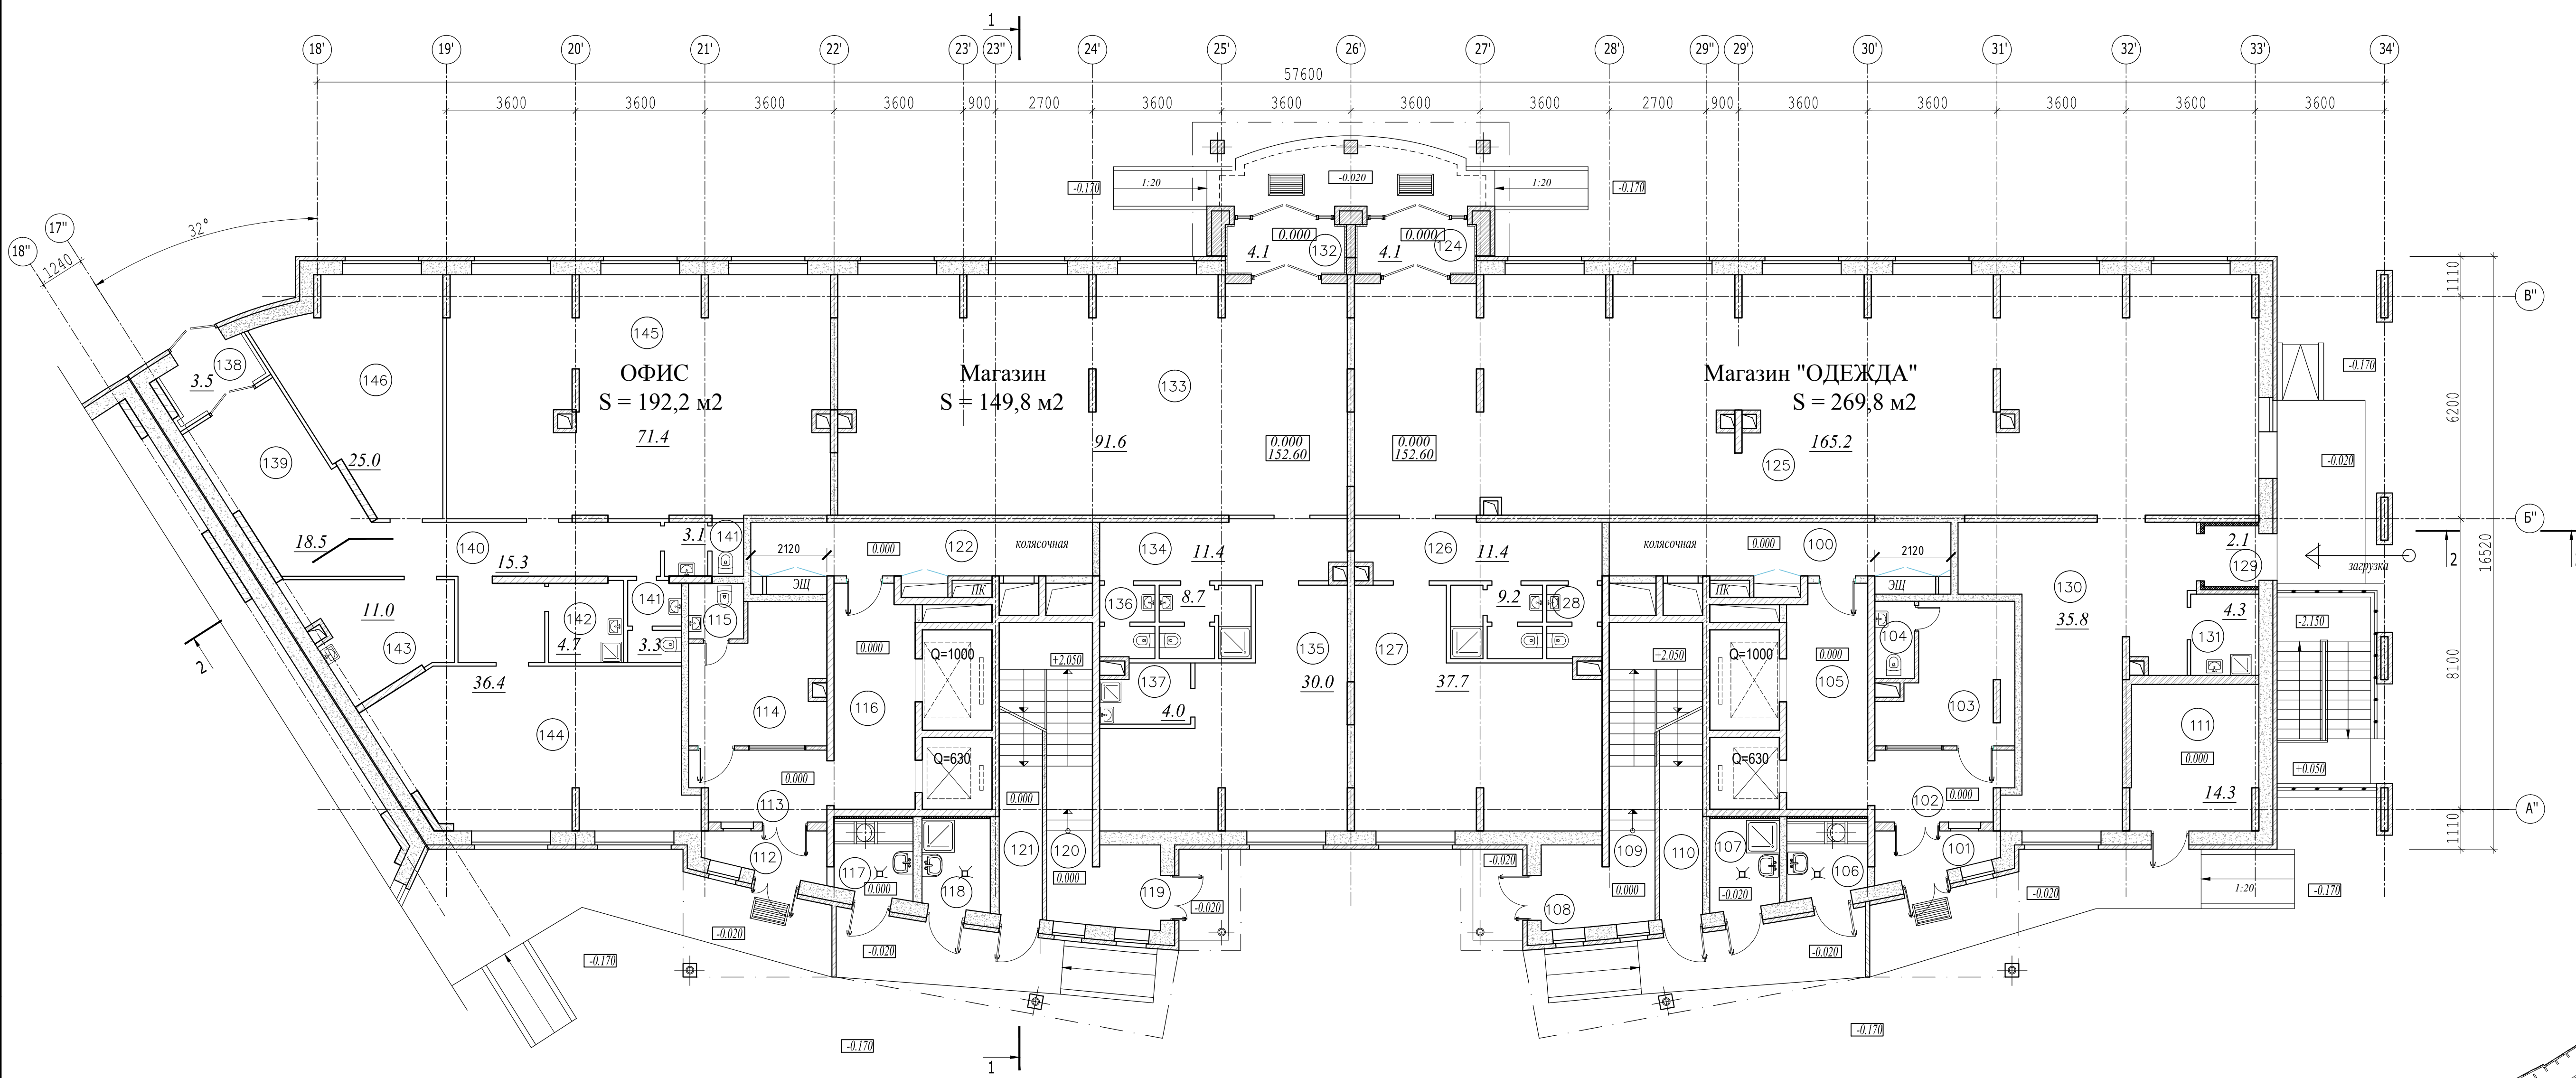 1
18' 19' 20' 21' 22' 23' 23'' 24' 25' 26' 27' 28' 29'' 29' 30' 31' 32' 33' 34'
57600
3600 3600 3600 3600 900 2700 3600 3600 3600 3600 2700 900 3600 3600 3600 3600 3600
-0.170 1:20 -0.020 1:20 -0.170
32°
17''
18''
1240
0.000 132 0.000 124
4.1 4.1
1110
В''
145
138 146 133
3.5
ОФИС Магазин Магазин "ОДЕЖДА"
S = 192,2 м2 S = 149,8 м2 S = 269,8 м2
-0.170
6200
71.4 91.6 165.2
0.000 0.000
152.60 152.60
139 25.0 125
-0.020
Б''
16520
18.5 140 15.3 3.1 141
2120 0.000 122 колясочная 134 11.4 126 11.4 колясочная 0.000 100 2120
2.1 129 загрузка 2
ЭЩ ПК ПК ЭЩ
11.0 142 141 115 136 8.7 9.2 128 130 4.3
4.7 3.3 35.8 131
-2.150
143 0.000 104 0.000
2
Q=1000 +2.050 135 127 +2.050 Q=1000
36.4 137 30.0 37.7 105
8100
114 116 4.0 103 111
144
Q=630 Q=630 0.000
+0.050
0.000 14.3
113 0.000 102 0.000
А''
1110
112 121 120 109 110 107 101
117 0.000 118 0.000 119 -0.020 0.000 -0.020 106
-0.020
-0.020 -0.020 1:20 -0.170
108
-0.020 -0.020 -0.020
-0.170
-0.170 -0.170
1